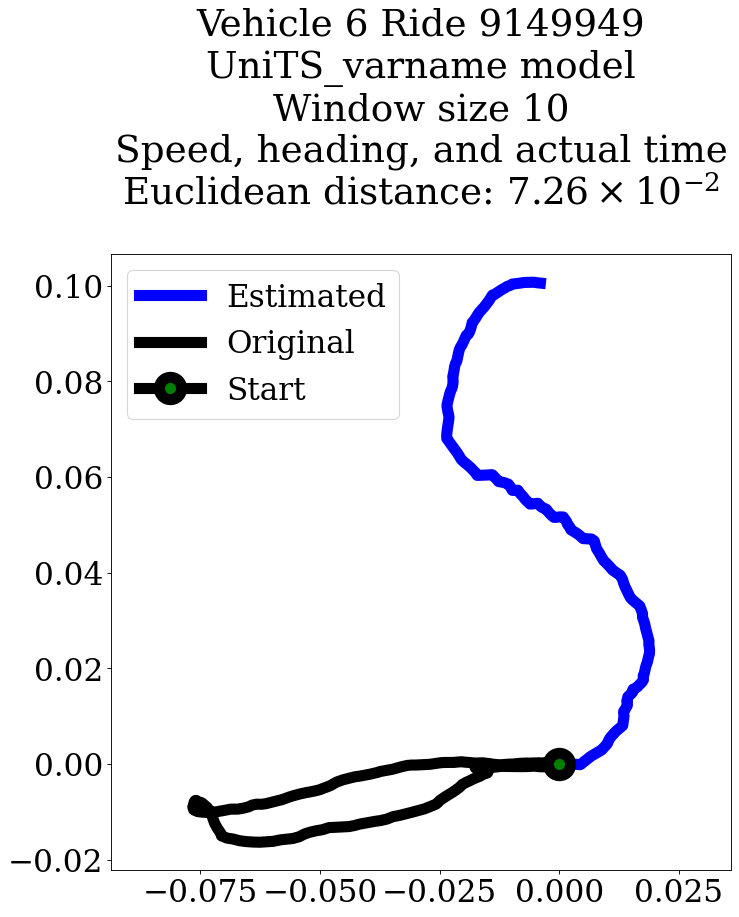 Vehicle 6 Ride 9149949
UniTS_varname model
Window size 10
Speed, heading, and actual time
Euclidean distance: 7.26 × 10⁻²
Estimated
Original
Start
0.10
0.08
0.06
0.04
0.02
0.00
−0.02
−0.075 −0.050 −0.025 0.000 0.025